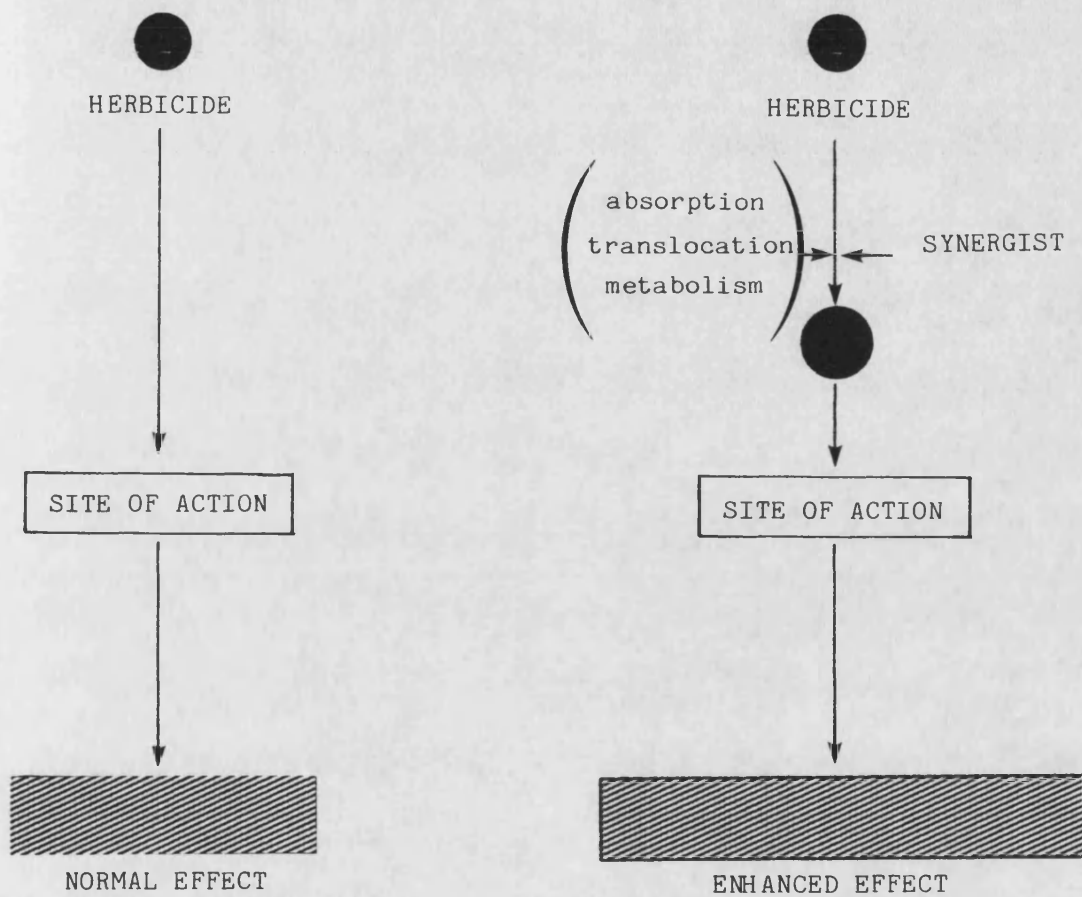 HERBICIDE
SITE OF ACTION
NORMAL EFFECT
HERBICIDE
absorption
translocation
metabolism
SYNERGIST
SITE OF ACTION
ENHANCED EFFECT